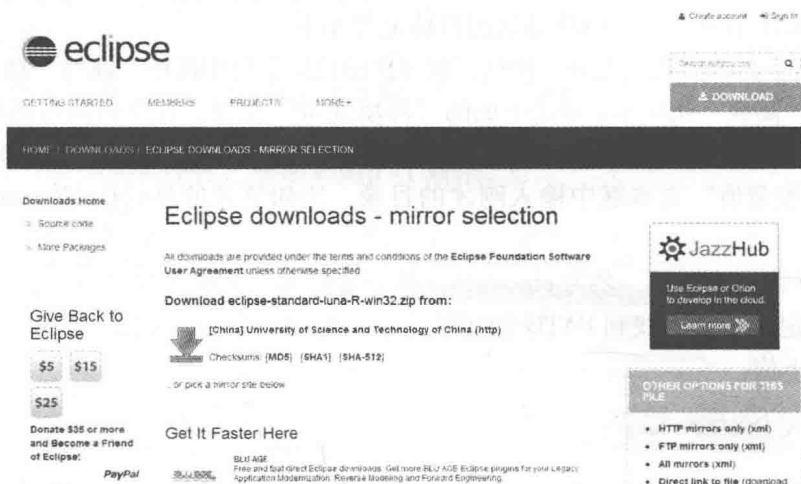 Create account Sign in
eclipse
GETTING STARTED MEMBERS PROJECTS MORE
DOWNLOAD
HOME / DOWNLOADS / ECLIPSE DOWNLOADS - MIRROR SELECTION
Downloads Home
Source code
More Packages
Eclipse downloads - mirror selection
All downloads are provided under the terms and conditions of the Eclipse Foundation Software
User Agreement unless otherwise specified
Download eclipse-standard-luna-R-win32.zip from:
[China] University of Science and Technology of China (http)
Checksums: [MD5] [SHA1] [SHA-512]
...or pick a mirror site below
Give Back to
Eclipse
$5 $15
$25
Donate $35 or more
and Become a Friend
of Eclipse!
PayPal
Get It Faster Here
BLU AGE
BLU AGE
Free and fast direct Eclipse downloads. Get more BLU AGE Eclipse plugins for your Legacy
Application Modernization, Reverse Modeling and Forward Engineering.
JazzHub
Use Eclipse or Orion
to develop in the cloud.
Learn more
OTHER OPTIONS FOR THIS
FILE
• HTTP mirrors only (xml)
• FTP mirrors only (xml)
• All mirrors (xml)
• Direct link to file (download